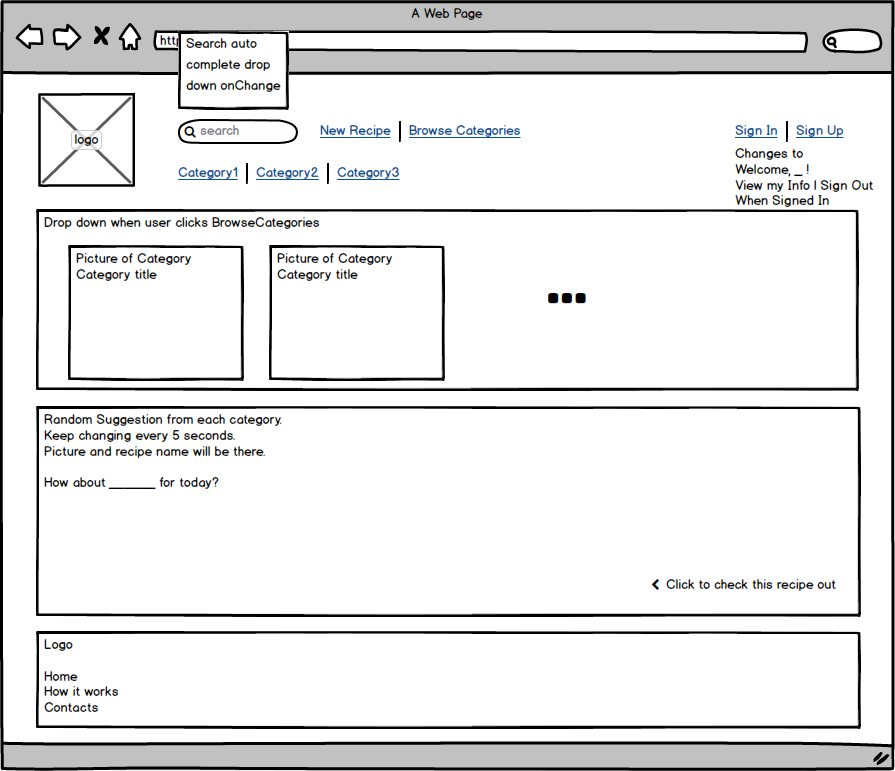 A Web Page
Search auto
complete drop
down onChange
logo
search
New Recipe
Browse Categories
Sign In
Sign Up
Category1
Category2
Category3
Changes to
Welcome, _ !
View my Info | Sign Out
When Signed In
Drop down when user clicks BrowseCategories
Picture of Category
Category title
Picture of Category
Category title
Random Suggestion from each category.
Keep changing every 5 seconds.
Picture and recipe name will be there.
How about ______ for today?
Click to check this recipe out
Logo
Home
How it works
Contacts